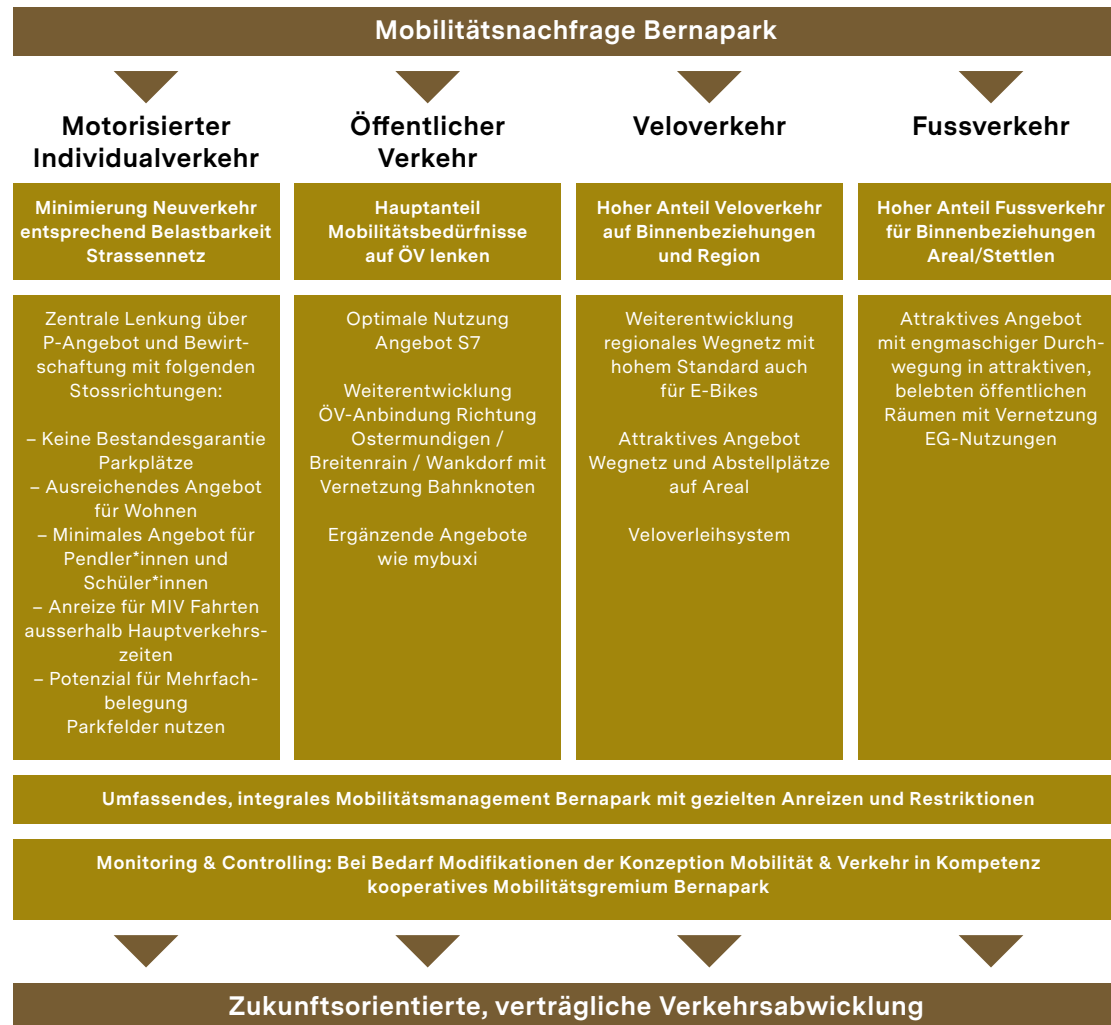 Mobilitätsnachfrage Bernapark
Motorisierter
Individualverkehr
Minimierung Neuverkehr
entsprechend Belastbarkeit
Strassennetz
Zentrale Lenkung über
P-Angebot und Bewirt-
schaftung mit folgenden
Stossrichtungen:
– Keine Bestandesgarantie
Parkplätze
– Ausreichendes Angebot
für Wohnen
– Minimales Angebot für
Pendler*innen und
Schüler*innen
– Anreize für MIV Fahrten
ausserhalb Hauptverkehrs-
zeiten
– Potenzial für Mehrfach-
belegung
Parkfelder nutzen
Öffentlicher
Verkehr
Hauptanteil
Mobilitätsbedürfnisse
auf ÖV lenken
Optimale Nutzung
Angebot S7
Weiterentwicklung
ÖV-Anbindung Richtung
Ostermundigen /
Breitenrain / Wankdorf mit
Vernetzung Bahnknoten
Ergänzende Angebote
wie mybuxi
Veloverkehr
Hoher Anteil Veloverkehr
auf Binnenbeziehungen
und Region
Weiterentwicklung
regionales Wegnetz mit
hohem Standard auch
für E-Bikes
Attraktives Angebot
Wegnetz und Abstellplätze
auf Areal
Veloverleihsystem
Fussverkehr
Hoher Anteil Fussverkehr
für Binnenbeziehungen
Areal/Stettlen
Attraktives Angebot
mit engmaschiger Durch-
wegung in attraktiven,
belebten öffentlichen
Räumen mit Vernetzung
EG-Nutzungen
Umfassendes, integrales Mobilitätsmanagement Bernapark mit gezielten Anreizen und Restriktionen
Monitoring & Controlling: Bei Bedarf Modifikationen der Konzeption Mobilität & Verkehr in Kompetenz
kooperatives Mobilitätsgremium Bernapark
Zukunftsorientierte, verträgliche Verkehrsabwicklung